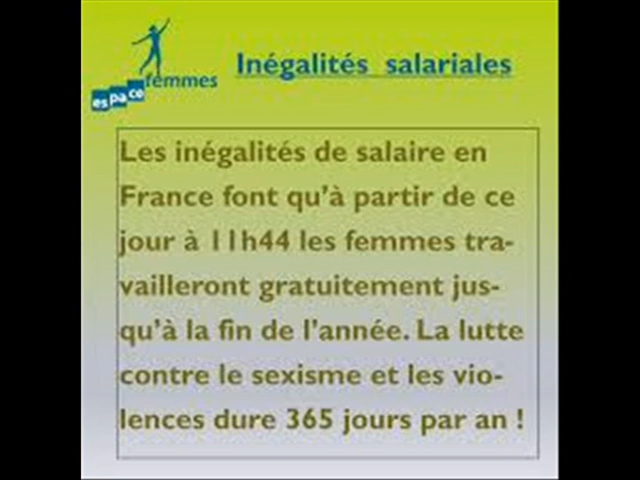 espace
femmes
Inégalités salariales
Les inégalités de salaire en
France font qu'à partir de ce
jour à 11h44 les femmes tra-
vailleront gratuitement jus-
qu'à la fin de l'année. La lutte
contre le sexisme et les vio-
lences dure 365 jours par an !